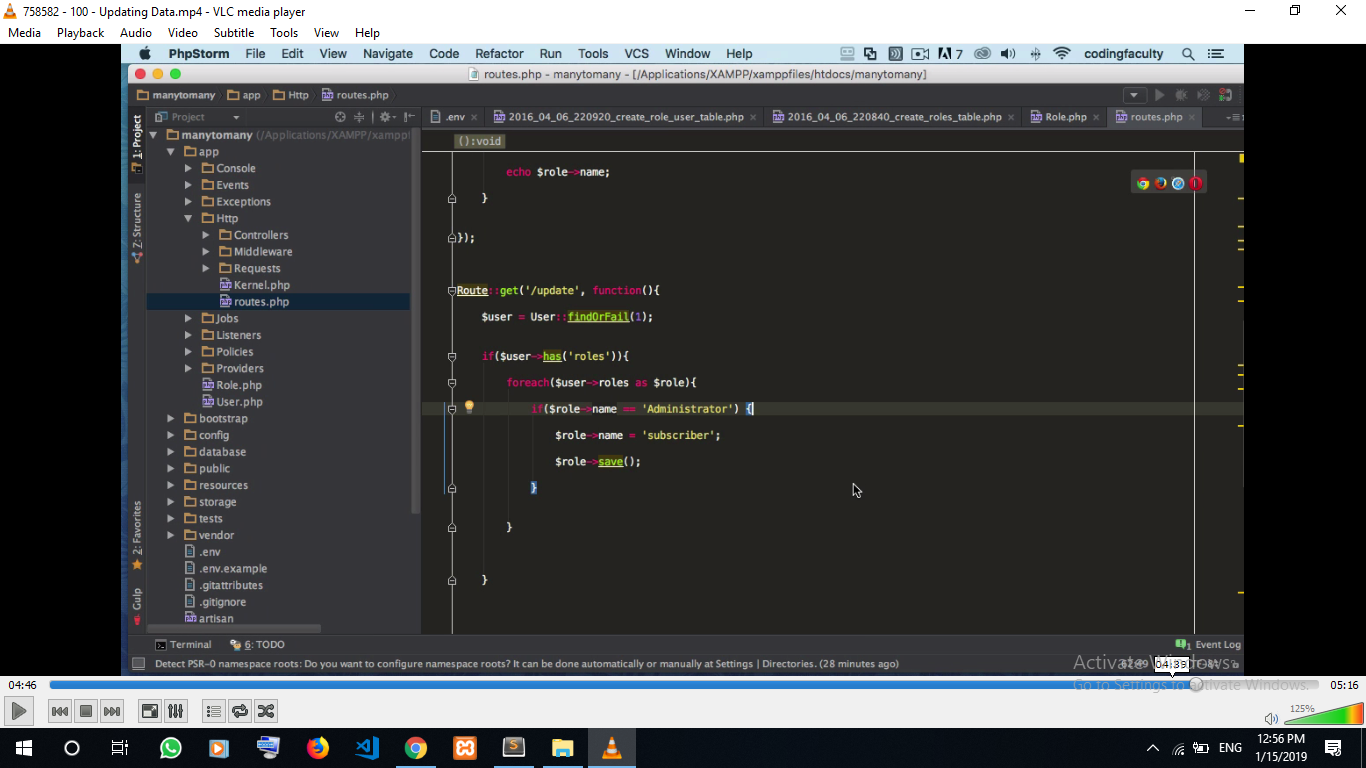 758582 - 100 - Updating Data.mp4 - VLC media player
Media Playback Audio Video Subtitle Tools View Help
PhpStorm File Edit View Navigate Code Refactor Run Tools VCS Window Help 7 codingfaculty
routes.php - manytomany - [/Applications/XAMPP/xamppfiles/htdocs/manytomany]
manytomany app Http routes.php
1: Project
Z: Structure
2: Favorites
Gulp
Project
manytomany (/Applications/XAMPP/xamppf
app
Console
Events
Exceptions
Http
Controllers
Middleware
Requests
Kernel.php
routes.php
Jobs
Listeners
Policies
Providers
Role.php
User.php
bootstrap
config
database
public
resources
storage
tests
vendor
.env
.env.example
.gitattributes
.gitignore
artisan
.env 2016_04_06_220920_create_role_user_table.php 2016_04_06_220840_create_roles_table.php Role.php routes.php
():void
echo $role->name;
}
});
Route::get('/update', function(){
$user = User::findOrFail(1);
if($user->has('roles')){
foreach($user->roles as $role){
if($role->name == 'Administrator') {
$role->name = 'subscriber';
$role->save();
}
}
}
Terminal 6: TODO 1 Event Log
Detect PSR-0 namespace roots: Do you want to configure namespace roots? It can be done automatically or manually at Settings | Directories. (28 minutes ago)
Activate Windows
Go to Settings to activate Windows.
04:39
04:46 05:16
125%
ENG 12:56 PM
1/15/2019